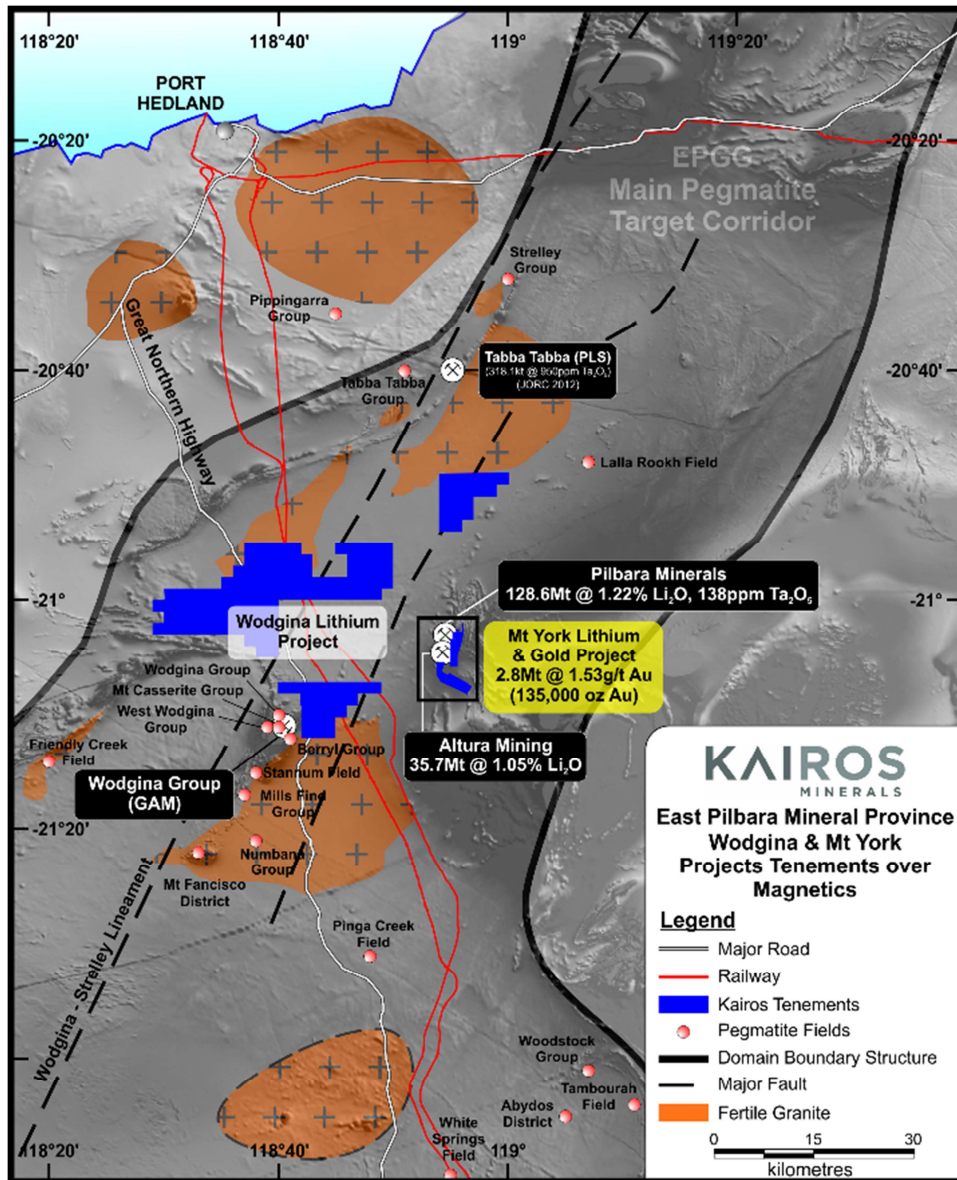 118°20'
118°40'
119°
119°20'
PORT
HEDLAND
-20°20'
-20°20'
EPGG
Main Pegmatite
Target Corridor
Strelley
Group
Pippingarra
Group
Great Northern Highway
Tabba Tabba (PLS)
(318.1kt @ 950ppm Ta₂O₅)
(JORC 2012)
-20°40'
-20°40'
Tabba Tabba
Group
Lalla Rookh Field
Pilbara Minerals
128.6Mt @ 1.22% Li₂O, 138ppm Ta₂O₅
-21°
-21°
Wodgina Lithium
Project
Mt York Lithium
& Gold Project
2.8Mt @ 1.53g/t Au
(135,000 oz Au)
Wodgina Group
Mt Casserite Group
West Wodgina
Group
Friendly Creek
Field
Berryl Group
Altura Mining
35.7Mt @ 1.05% Li₂O
Wodgina Group
(GAM)
Stannum Field
Mills Find
Group
-21°20'
Numbana
Group
Mt Fancisco
District
Wodgina - Strelley Lineament
Pinga Creek
Field
Woodstock
Group
Tambourah
Field
Abydos
District
White
Springs
Field
118°20'
118°40'
119°
KAIROS
MINERALS
East Pilbara Mineral Province
Wodgina & Mt York
Projects Tenements over
Magnetics
Legend
Major Road
Railway
Kairos Tenements
Pegmatite Fields
Domain Boundary Structure
Major Fault
Fertile Granite
0 15 30
kilometres